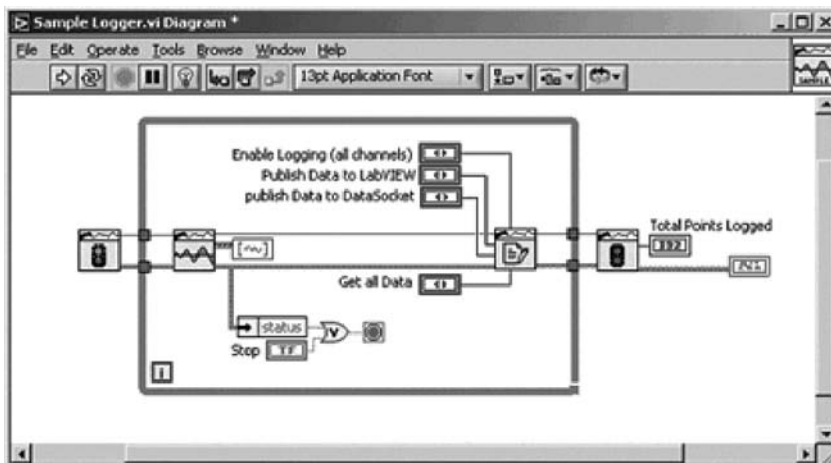 Sample Logger.vi Diagram *
File Edit Operate Tools Browse Window Help
13pt Application Font
SAMPLE
Enable Logging (all channels)
Publish Data to LabVIEW
publish Data to DataSocket
Total Points Logged
I32
Get all Data
status
Stop
TF
i